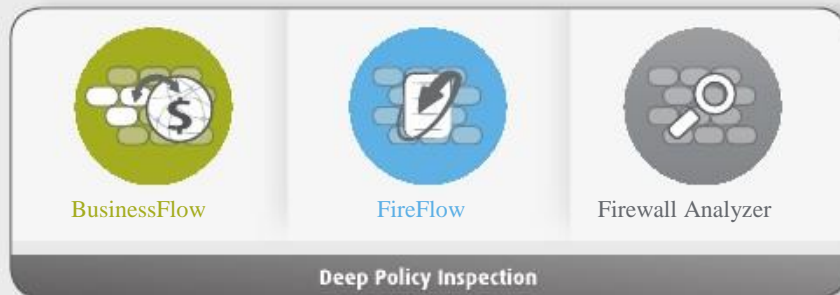 $
BusinessFlow
FireFlow
Firewall Analyzer
Deep Policy Inspection